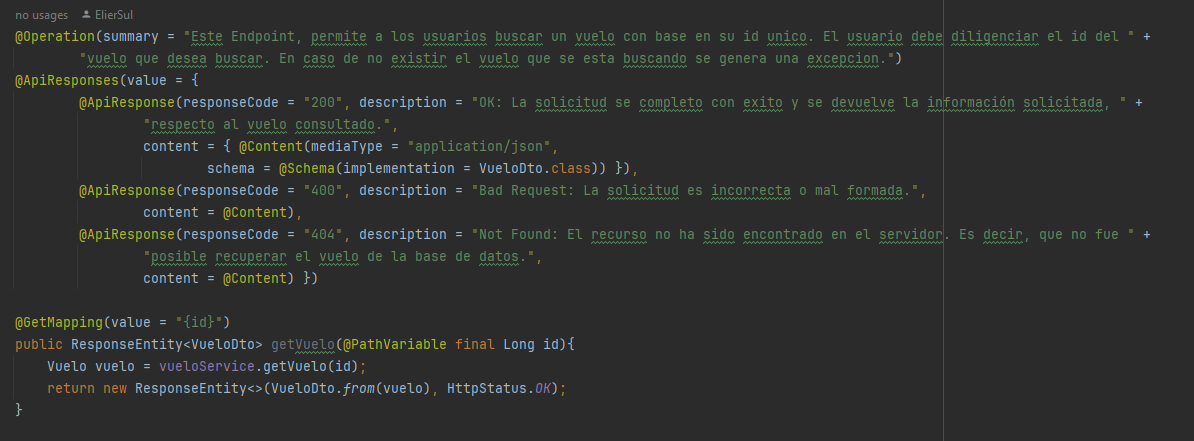 no usages   ElierSul
@Operation(summary = "Este Endpoint, permite a los usuarios buscar un vuelo con base en su id unico. El usuario debe diligenciar el id del " +
        "vuelo que desea buscar. En caso de no existir el vuelo que se esta buscando se genera una excepcion.")
@ApiResponses(value = {
        @ApiResponse(responseCode = "200", description = "OK: La solicitud se completo con exito y se devuelve la información solicitada, " +
                "respecto al vuelo consultado.",
                content = { @Content(mediaType = "application/json",
                        schema = @Schema(implementation = VueloDto.class)) }),
        @ApiResponse(responseCode = "400", description = "Bad Request: La solicitud es incorrecta o mal formada.",
                content = @Content),
        @ApiResponse(responseCode = "404", description = "Not Found: El recurso no ha sido encontrado en el servidor. Es decir, que no fue " +
                "posible recuperar el vuelo de la base de datos.",
                content = @Content) })
@GetMapping(value = "{id}")
public ResponseEntity<VueloDto> getVuelo(@PathVariable final Long id){
    Vuelo vuelo = vueloService.getVuelo(id);
    return new ResponseEntity<>(VueloDto.from(vuelo), HttpStatus.OK);
}